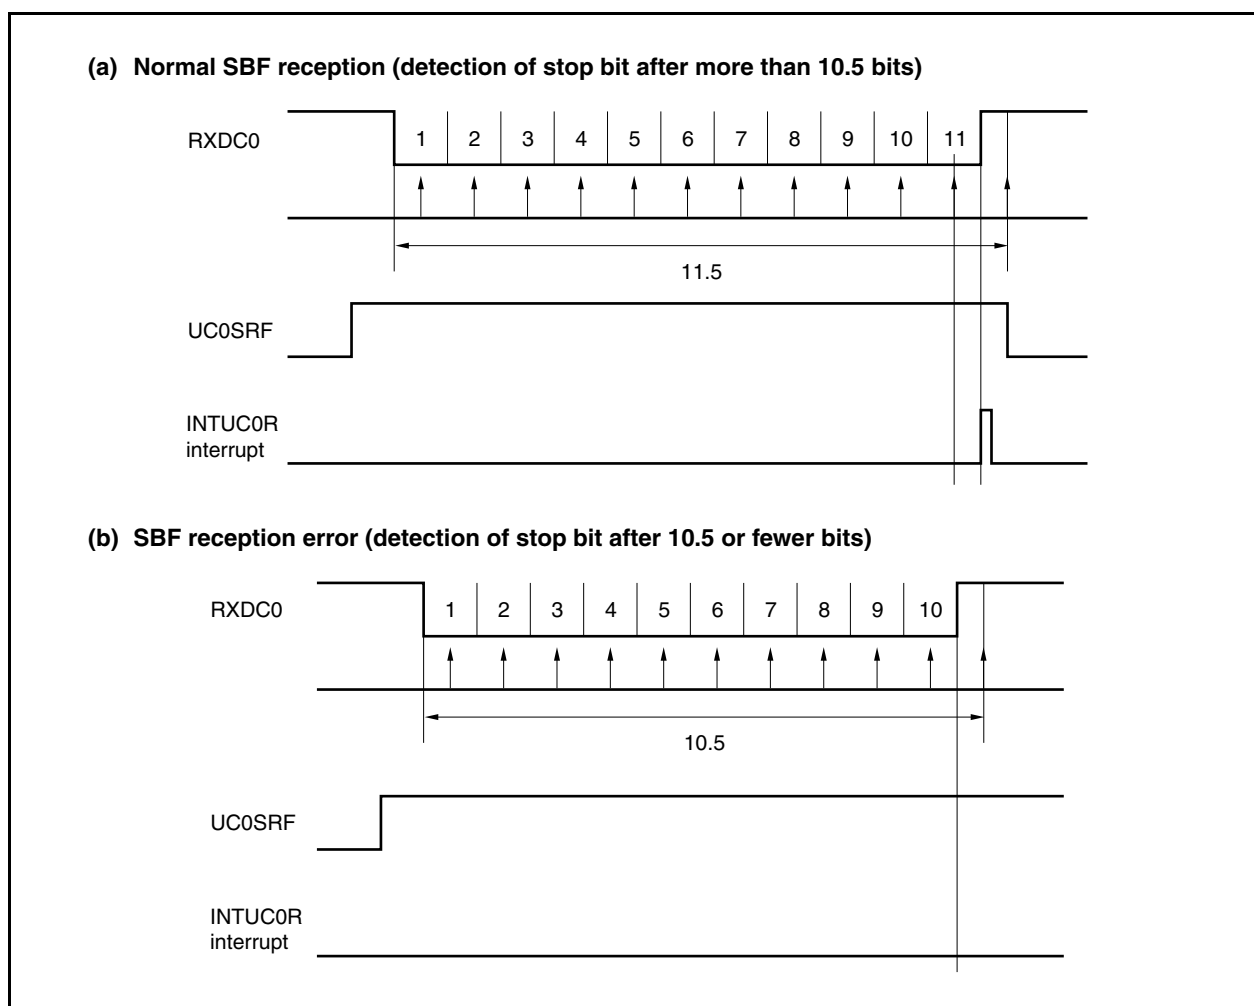 (a) Normal SBF reception (detection of stop bit after more than 10.5 bits)
RXDC0
1 2 3 4 5 6 7 8 9 10 11
11.5
UC0SRF
INTUC0R
interrupt
(b) SBF reception error (detection of stop bit after 10.5 or fewer bits)
RXDC0
1 2 3 4 5 6 7 8 9 10
10.5
UC0SRF
INTUC0R
interrupt